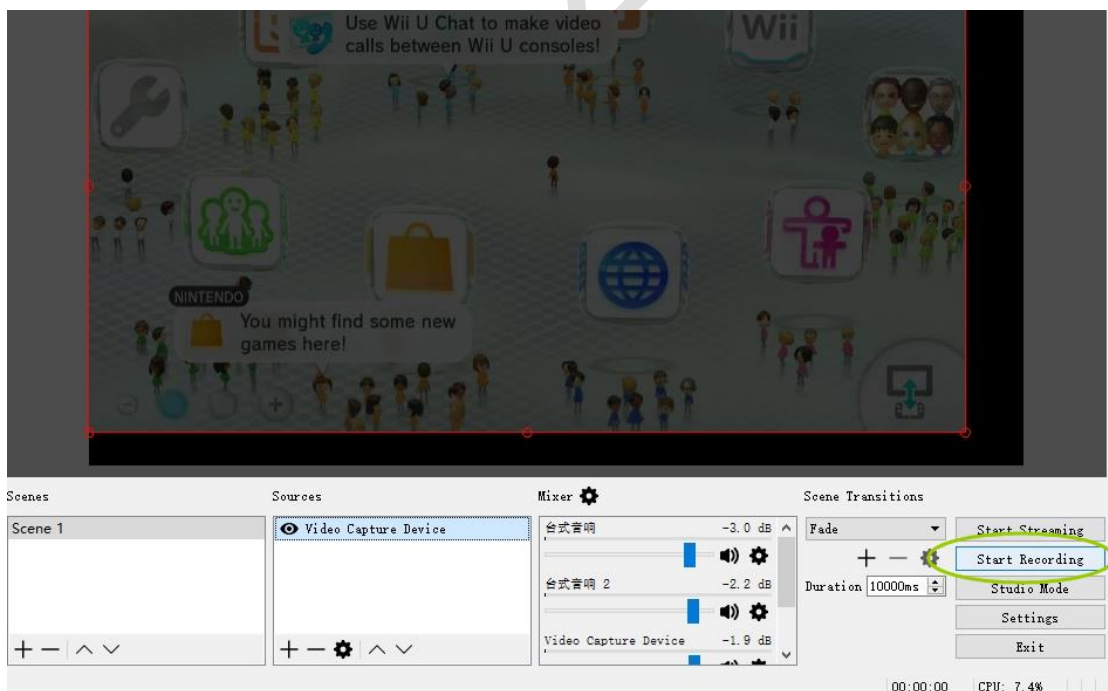 Use Wii U Chat to make video
calls between Wii U consoles!
Wii
NINTENDO
You might find some new
games here!
Scenes
Sources
Mixer
Scene Transitions
Scene 1
Video Capture Device
台式音响
-3.0 dB
Fade
Start Streaming
Start Recording
台式音响 2
-2.2 dB
Duration 10000ms
Studio Mode
Settings
Video Capture Device
-1.9 dB
Exit
00:00:00
CPU: 7.4%